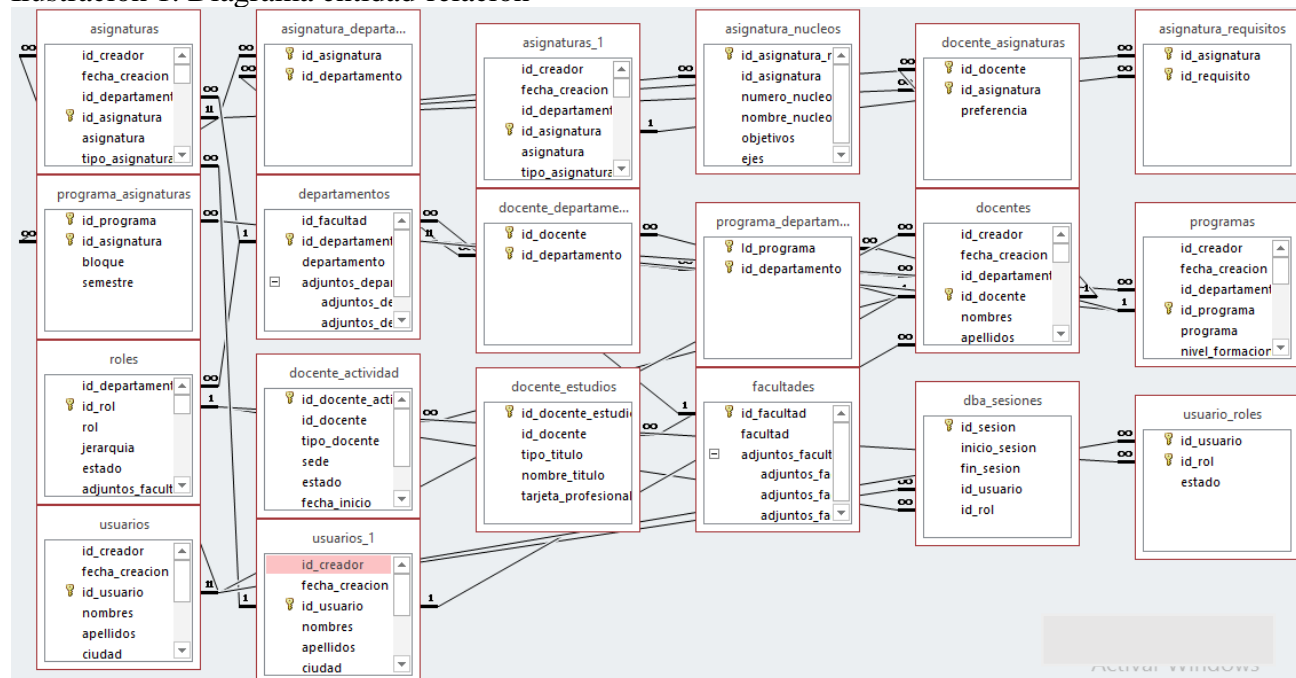 Ilustración 1. Diagrama entidad-relación
asignaturas
id_creador
fecha_creacion
id_departament
id_asignatura
asignatura
tipo_asignatura
asignatura_departa...
id_asignatura
id_departamento
asignaturas_1
id_creador
fecha_creacion
id_departament
id_asignatura
asignatura
tipo_asignatura
asignatura_nucleos
id_asignatura_r
id_asignatura
numero_nucleo
nombre_nucleo
objetivos
ejes
docente_asignaturas
id_docente
id_asignatura
preferencia
asignatura_requisitos
id_asignatura
id_requisito
programa_asignaturas
id_programa
id_asignatura
bloque
semestre
departamentos
id_facultad
id_departament
departamento
adjuntos_depar
adjuntos_de
adjuntos_de
docente_departame...
id_docente
id_departamento
programa_departam...
Id_programa
id_departamento
docentes
id_creador
fecha_creacion
id_departament
id_docente
nombres
apellidos
programas
id_creador
fecha_creacion
id_departament
id_programa
programa
nivel_formacior
roles
id_departament
id_rol
rol
jerarquia
estado
adjuntos_facult
docente_actividad
id_docente_acti
id_docente
tipo_docente
sede
estado
fecha_inicio
docente_estudios
id_docente_estudi
id_docente
tipo_titulo
nombre_titulo
tarjeta_profesional
facultades
id_facultad
facultad
adjuntos_facult
adjuntos_fa
adjuntos_fa
adjuntos_fa
dba_sesiones
id_sesion
inicio_sesion
fin_sesion
id_usuario
id_rol
usuario_roles
id_usuario
id_rol
estado
usuarios
id_creador
fecha_creacion
id_usuario
nombres
apellidos
ciudad
usuarios_1
id_creador
fecha_creacion
id_usuario
nombres
apellidos
ciudad
Activar Windows